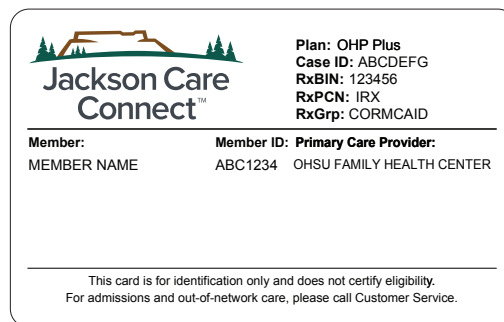 Jackson Care
Connect™
Plan: OHP Plus
Case ID: ABCDEFG
RxBIN: 123456
RxPCN: IRX
RxGrp: CORMCAID
Member: Member ID: Primary Care Provider:
MEMBER NAME ABC1234 OHSU FAMILY HEALTH CENTER
This card is for identification only and does not certify eligibility.
For admissions and out-of-network care, please call Customer Service.